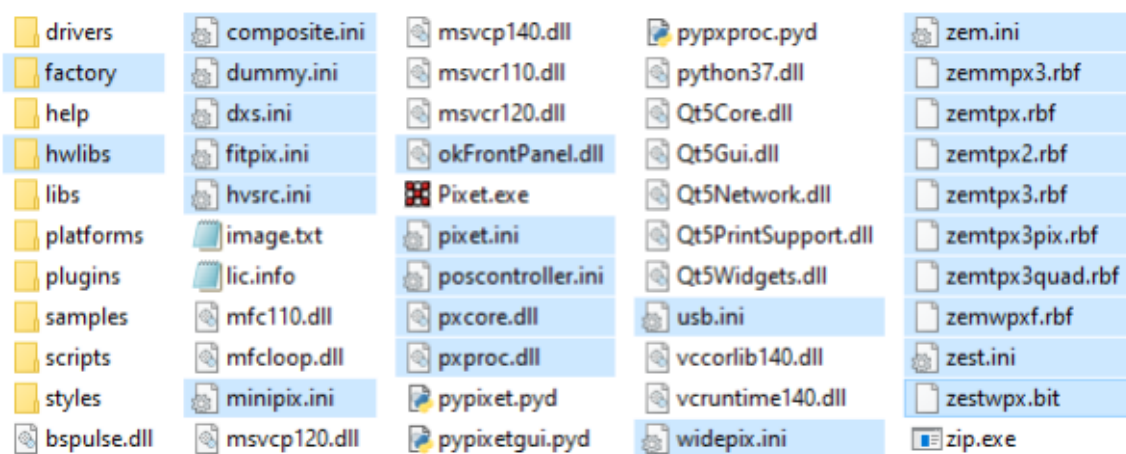 drivers
factory
help
hwlibs
libs
platforms
plugins
samples
scripts
styles
bspulse.dll
composite.ini
dummy.ini
dxs.ini
fitpix.ini
hvsrc.ini
image.txt
lic.info
mfc110.dll
mfcloop.dll
minipix.ini
msvcp120.dll
msvcp140.dll
msvcr110.dll
msvcr120.dll
okFrontPanel.dll
Pixet.exe
pixet.ini
poscontroller.ini
pxcore.dll
pxproc.dll
pypixet.pyd
pypixetgui.pyd
pypxproc.pyd
python37.dll
Qt5Core.dll
Qt5Gui.dll
Qt5Network.dll
Qt5PrintSupport.dll
Qt5Widgets.dll
usb.ini
vccorlib140.dll
vcruntime140.dll
widepix.ini
zem.ini
zemmpx3.rbf
zemtpx.rbf
zemtpx2.rbf
zemtpx3.rbf
zemtpx3pix.rbf
zemtpx3quad.rbf
zemwpxf.rbf
zest.ini
zestwpx.bit
zip.exe